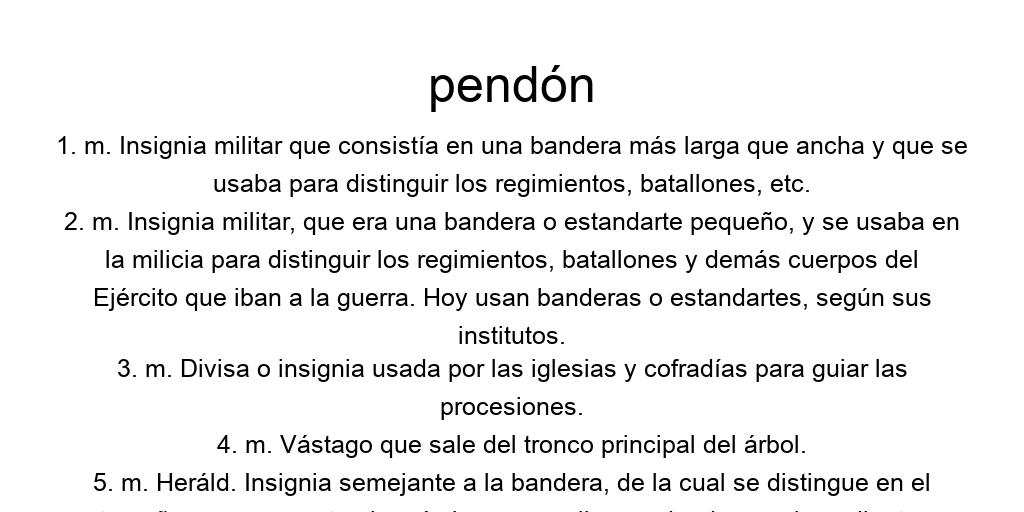 pendón
1. m. Insignia militar que consistía en una bandera más larga que ancha y que se
usaba para distinguir los regimientos, batallones, etc.
2. m. Insignia militar, que era una bandera o estandarte pequeño, y se usaba en
la milicia para distinguir los regimientos, batallones y demás cuerpos del
Ejército que iban a la guerra. Hoy usan banderas o estandartes, según sus
institutos.
3. m. Divisa o insignia usada por las iglesias y cofradías para guiar las
procesiones.
4. m. Vástago que sale del tronco principal del árbol.
5. m. Heráld. Insignia semejante a la bandera, de la cual se distingue en el